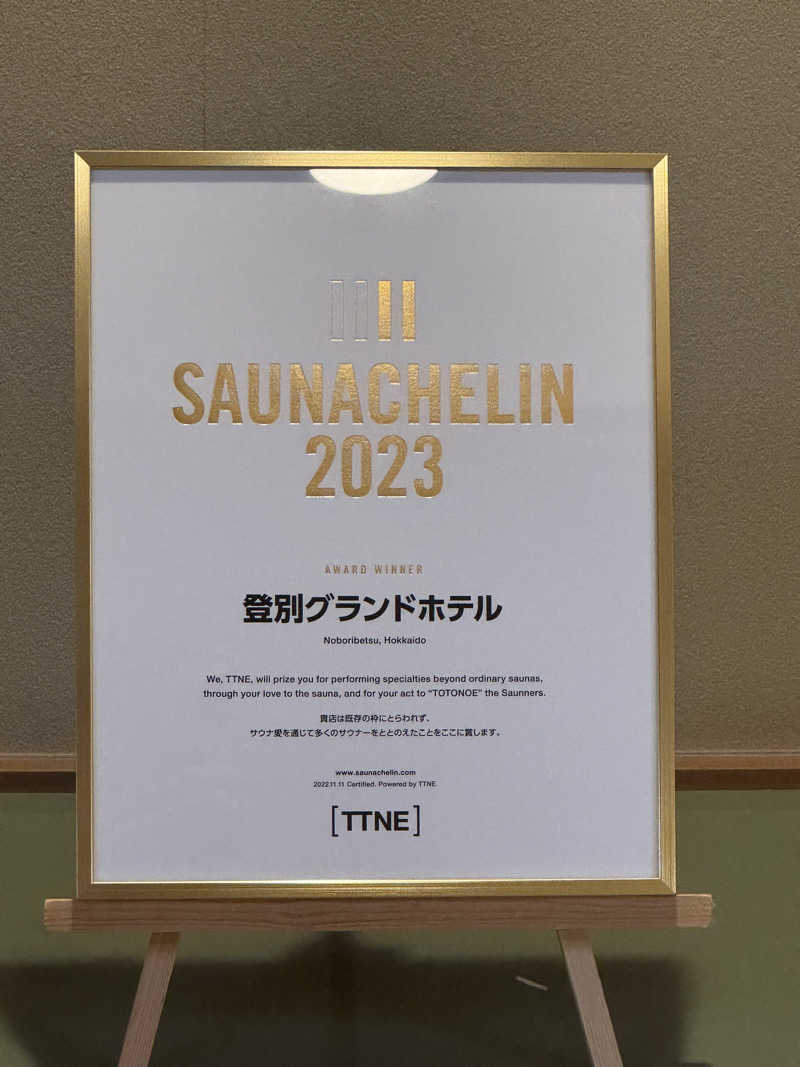 SAUNACHELIN
2023
AWARD WINNER
登別グランドホテル
Noboribetsu, Hokkaido
We, TTNE, will prize you for performing specialties beyond ordinary saunas,
through your love to the sauna, and for your act to “TOTONOE” the Saunners.
貴店は既存の枠にとらわれず、
サウナ愛を通じて多くのサウナーをととのえたことをここに賞します。
www.saunachelin.com
2022.11.11 Certified. Powered by TTNE.
[TTNE]